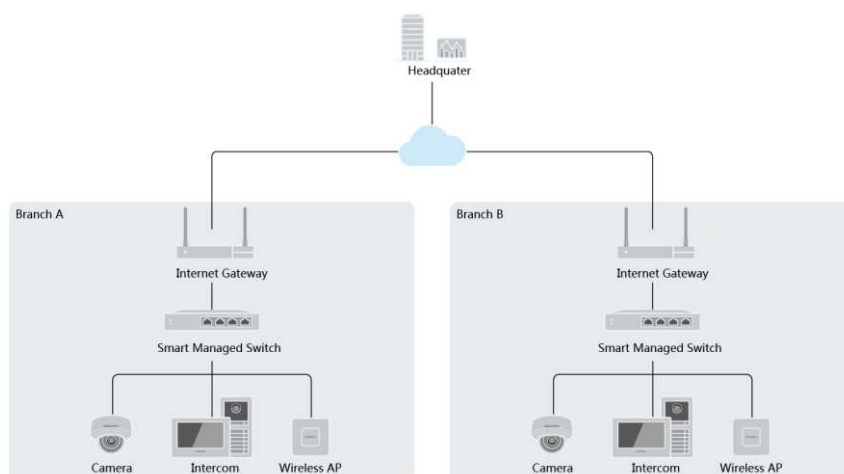 Headquater
Branch A
Branch B
Internet Gateway
Internet Gateway
Smart Managed Switch
Smart Managed Switch
Camera
Intercom
Wireless AP
Camera
Intercom
Wireless AP